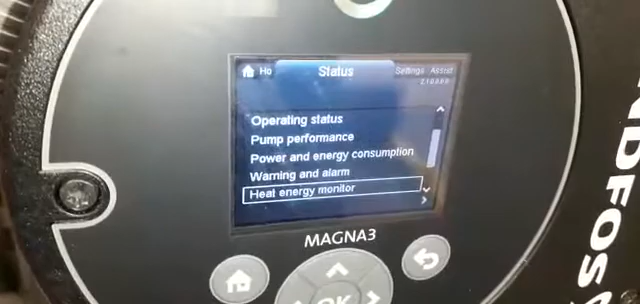 Ho Status Settings Assist
Operating status
Pump performance
Power and energy consumption
Warning and alarm
Heat energy monitor
MAGNA3
OK
NDFOS